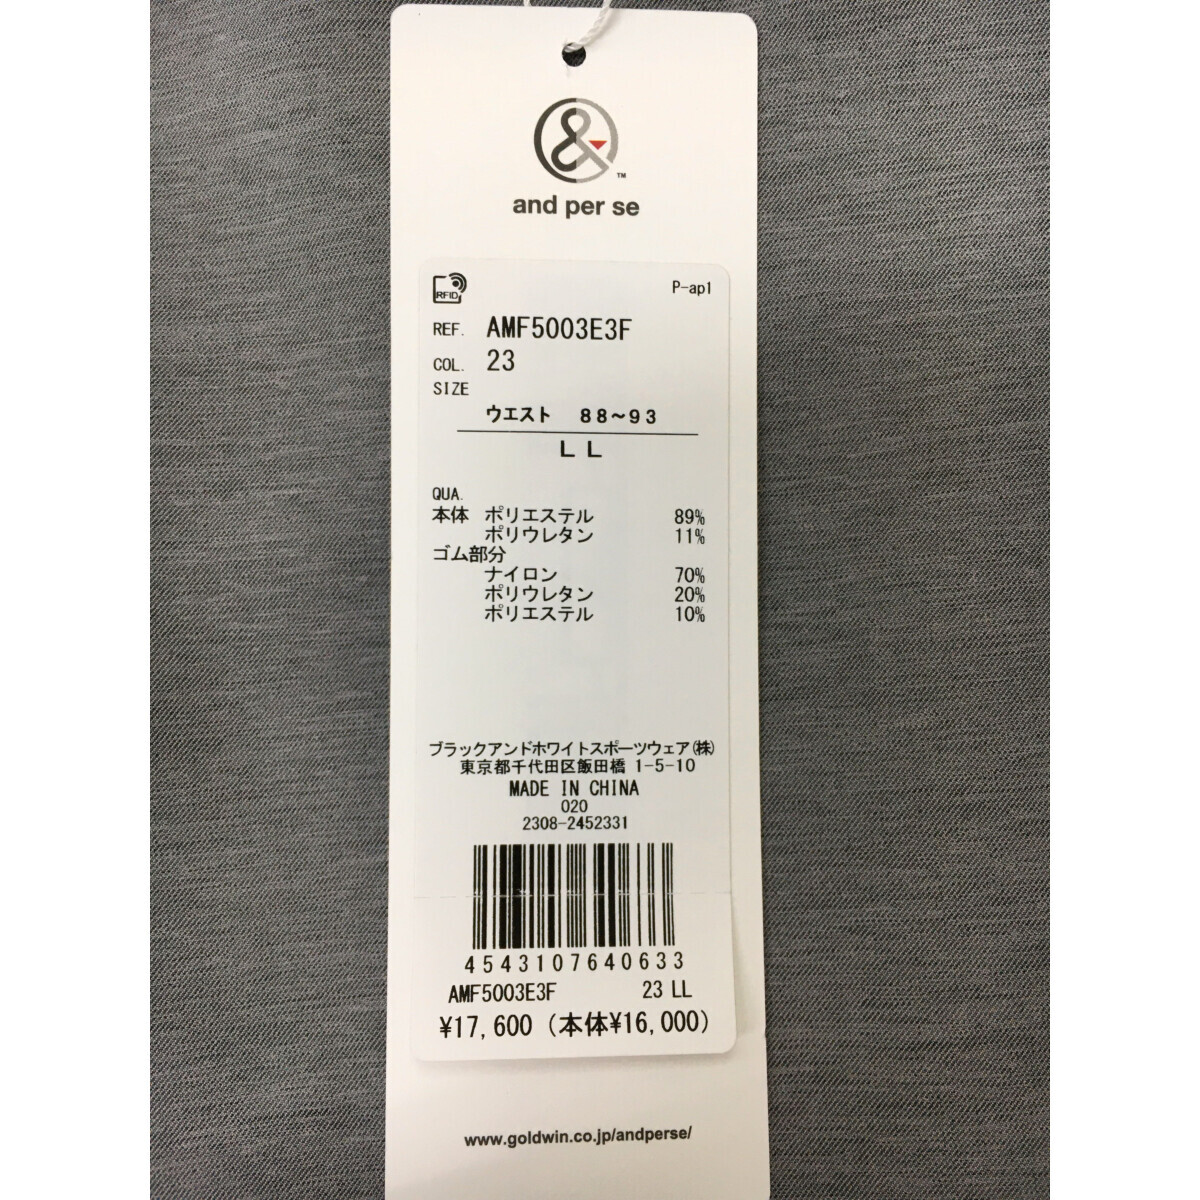 &
TM
and per se
RFID
P-ap1
REF. AMF5003E3F
COL. 23
SIZE
ウエスト 88～93
LL
QUA.
本体 ポリエステル 89%
ポリウレタン 11%
ゴム部分
ナイロン 70%
ポリウレタン 20%
ポリエステル 10%
ブラックアンドホワイトスポーツウェア(株)
東京都千代田区飯田橋 1-5-10
MADE IN CHINA
020
2308-2452331
4543107640633
AMF5003E3F 23 LL
¥17,600 (本体¥16,000)
www.goldwin.co.jp/andperse/